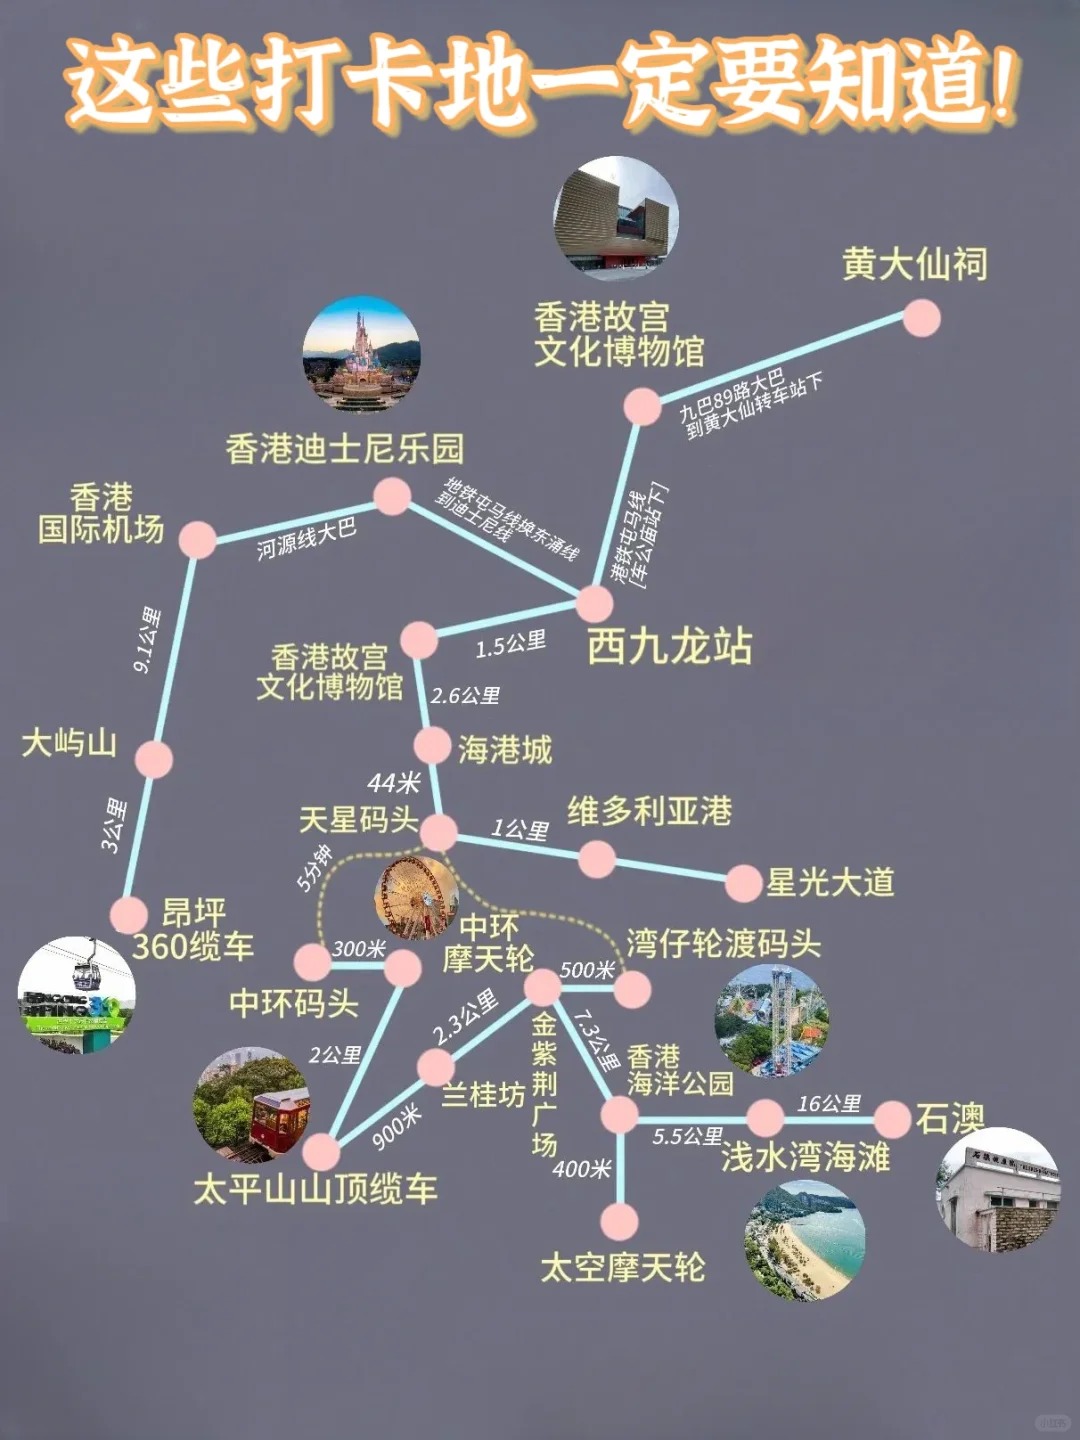 这些打卡地一定要知道!
黄大仙祠
香港故宫
文化博物馆
九巴89路大巴
到黄大仙转车站下
香港迪士尼乐园
地铁屯马线换东涌线
到迪士尼线
港铁屯马线
[车公庙站下]
香港
国际机场
河源线大巴
9.1公里
西九龙站
1.5公里
香港故宫
文化博物馆
2.6公里
大屿山
海港城
3公里
44米
天星码头
1公里
维多利亚港
星光大道
5分钟
昂坪
360缆车
300米
中环
摩天轮
湾仔轮渡码头
500米
中环码头
2公里
2.3公里
金紫荆广场
7.3公里
香港
海洋公园
兰桂坊
900米
太平山山顶缆车
5.5公里
浅水湾海滩
16公里
石澳
400米
太空摩天轮
小红书